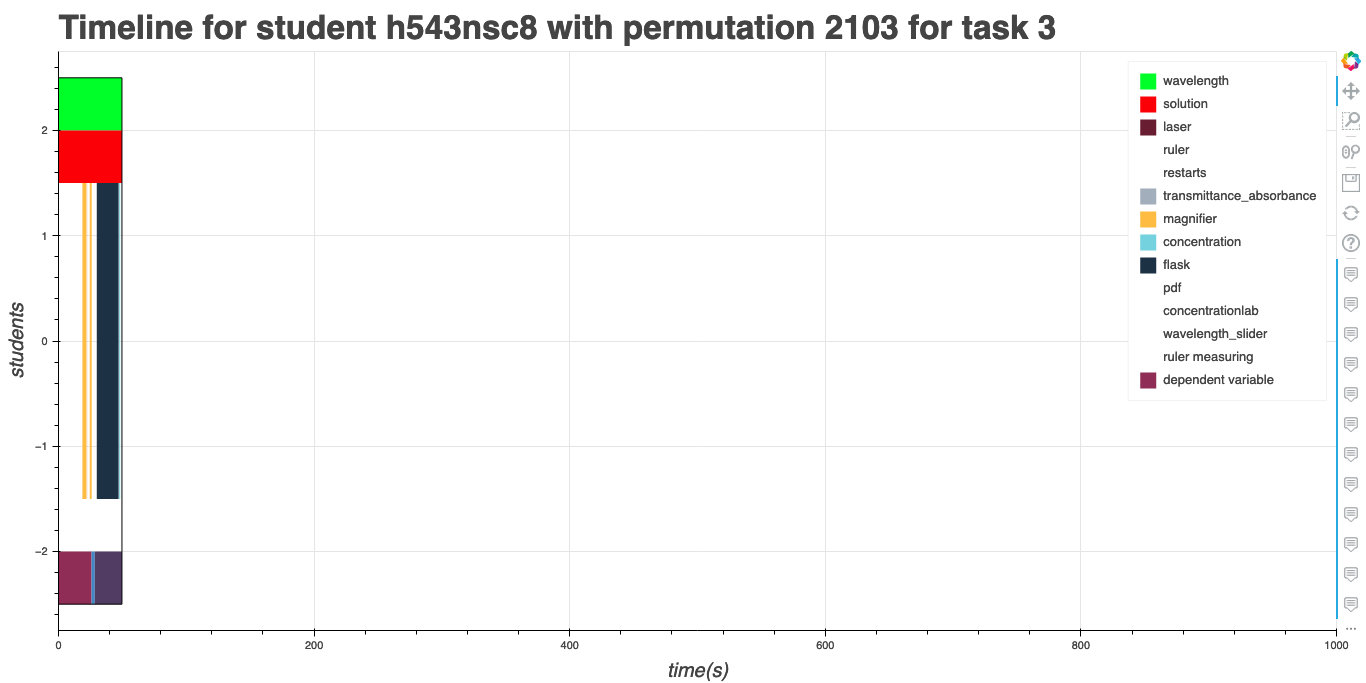 Timeline for student h543nsc8 with permutation 2103 for task 3
wavelength
solution
laser
ruler
restarts
transmittance_absorbance
magnifier
concentration
flask
pdf
concentrationlab
wavelength_slider
ruler measuring
dependent variable
students
2
1
0
−1
−2
0 200 400 600 800 1000
time(s)